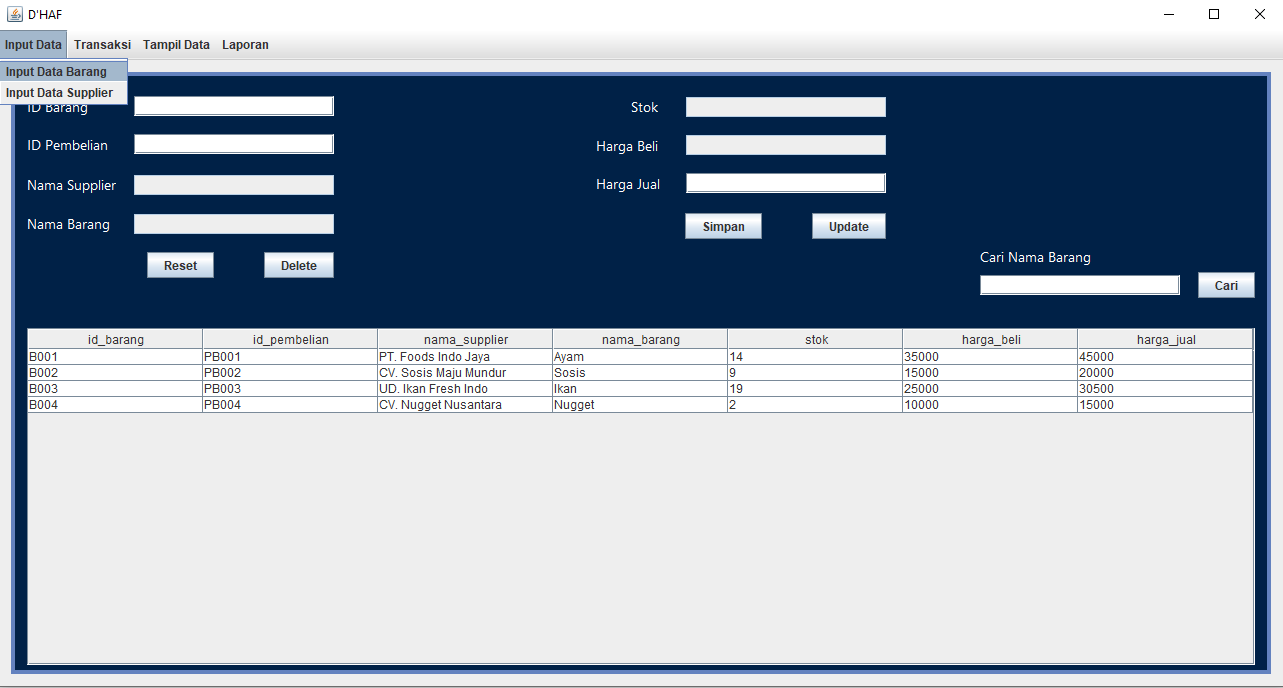 D'HAF
Input Data Transaksi Tampil Data Laporan
Input Data Barang
Input Data Supplier
ID Barang
ID Pembelian
Nama Supplier
Nama Barang
Reset Delete
Stok
Harga Beli
Harga Jual
Simpan Update
Cari Nama Barang
Cari
id_barang id_pembelian nama_supplier nama_barang stok harga_beli harga_jual
B001 PB001 PT. Foods Indo Jaya Ayam 14 35000 45000
B002 PB002 CV. Sosis Maju Mundur Sosis 9 15000 20000
B003 PB003 UD. Ikan Fresh Indo Ikan 19 25000 30500
B004 PB004 CV. Nugget Nusantara Nugget 2 10000 15000